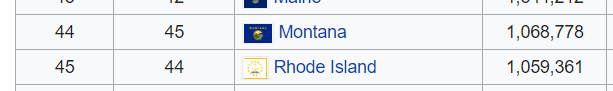 44 45 Montana 1,068,778
45 44 Rhode Island 1,059,361